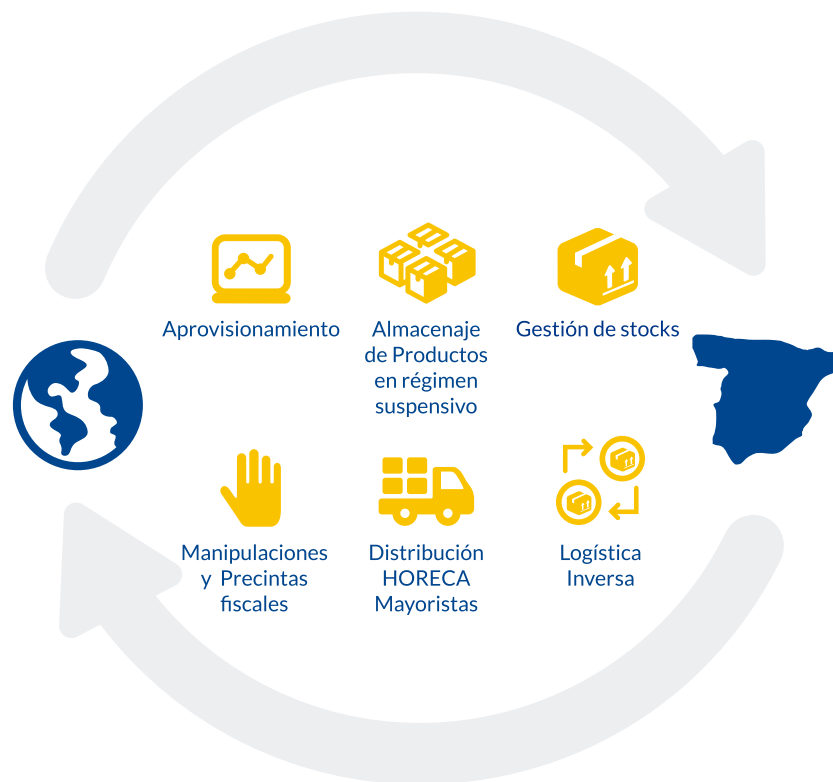 Aprovisionamiento
Almacenaje
de Productos
en régimen
suspensivo
Gestión de stocks
Manipulaciones
y Precintas
fiscales
Distribución
HORECA
Mayoristas
Logística
Inversa